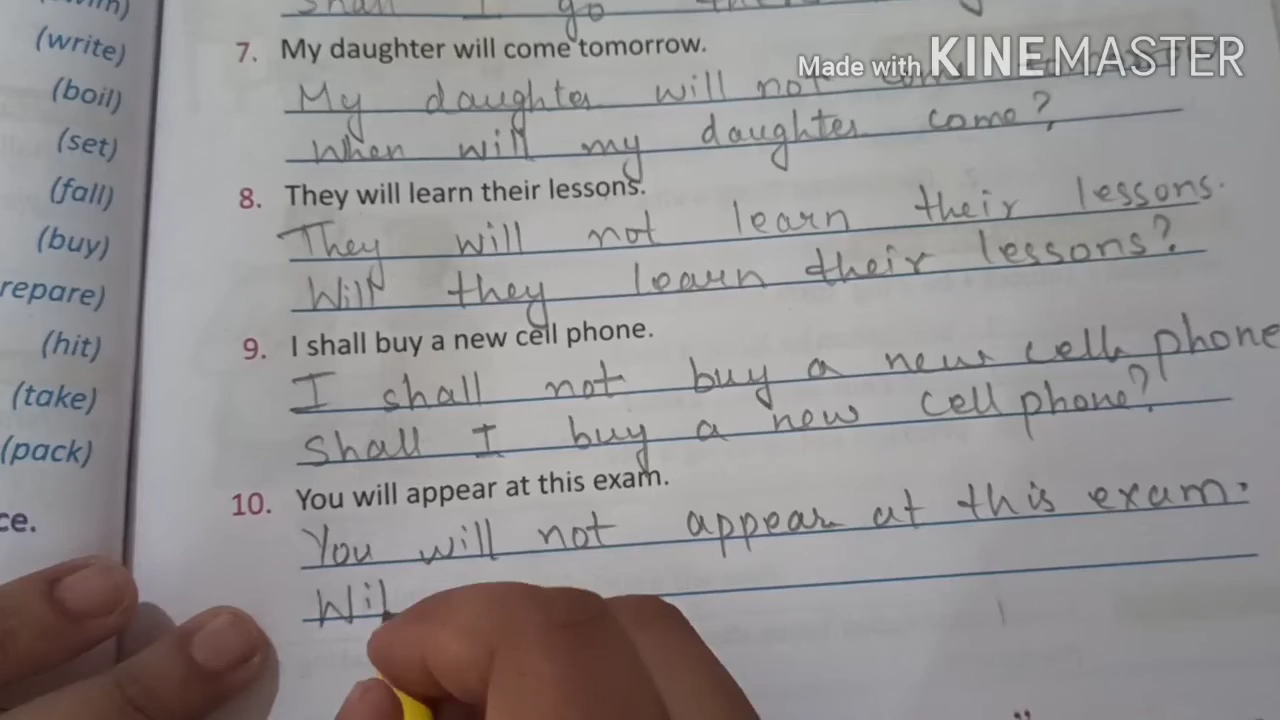 Shall I go
(write)
(boil)
(set)
(fall)
(buy)
repare)
(hit)
(take)
(pack)
ce.
Made with KINEMASTER
7. My daughter will come tomorrow.
My daughter will not come
When will my daughter come?
8. They will learn their lessons.
They will not learn their lessons.
Will they learn their lessons?
9. I shall buy a new cell phone.
I shall not buy a new cell phone
Shall I buy a new cell phone?
10. You will appear at this exam.
You will not appear at this exam.
Wil